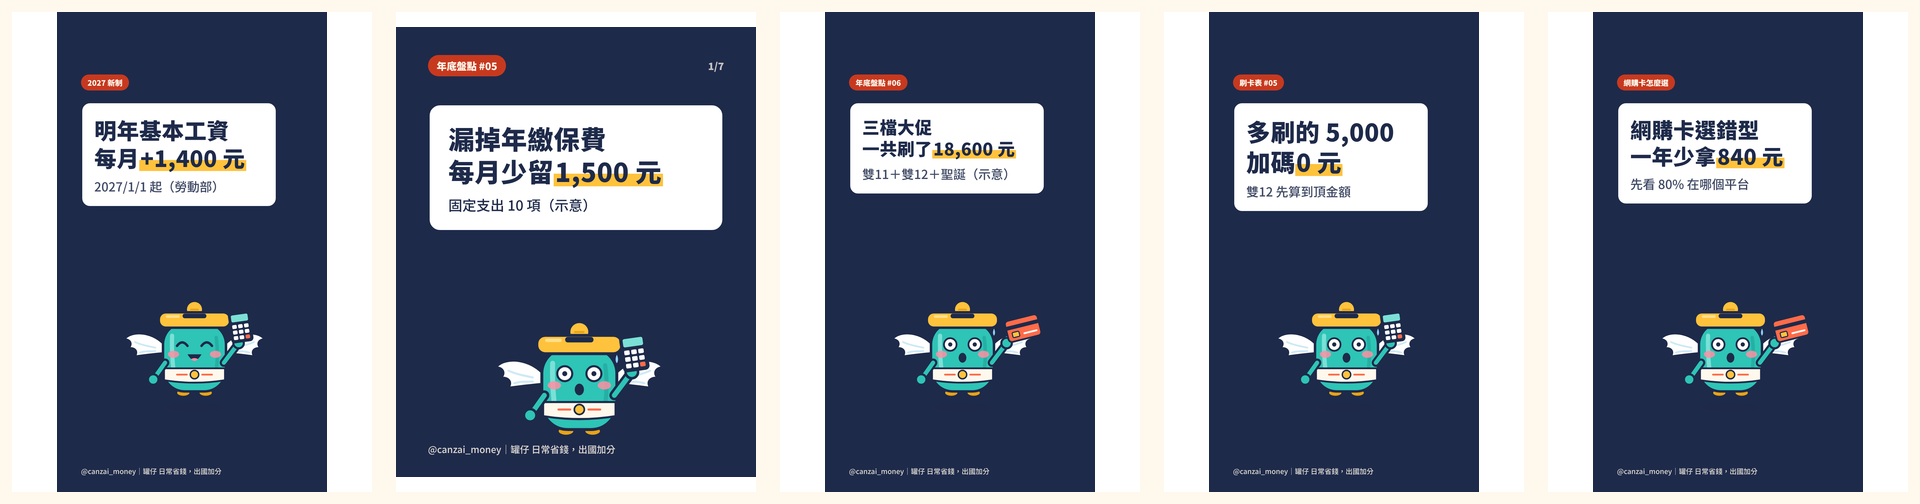 2027 新制
明年基本工資
每月+1,400 元
2027/1/1 起（勞動部）
@canzai_money｜罐仔 日常省錢，出國加分
年底盤點 #05
1/7
漏掉年繳保費
每月少留1,500 元
固定支出 10 項（示意）
@canzai_money｜罐仔 日常省錢，出國加分
年底盤點 #06
三檔大促
一共刷了18,600 元
雙11＋雙12＋聖誕（示意）
@canzai_money｜罐仔 日常省錢，出國加分
刷卡表 #05
多刷的 5,000
加碼0 元
雙12 先算到頂金額
@canzai_money｜罐仔 日常省錢，出國加分
網購卡怎麼選
網購卡選錯型
一年少拿840 元
先看 80% 在哪個平台
@canzai_money｜罐仔 日常省錢，出國加分